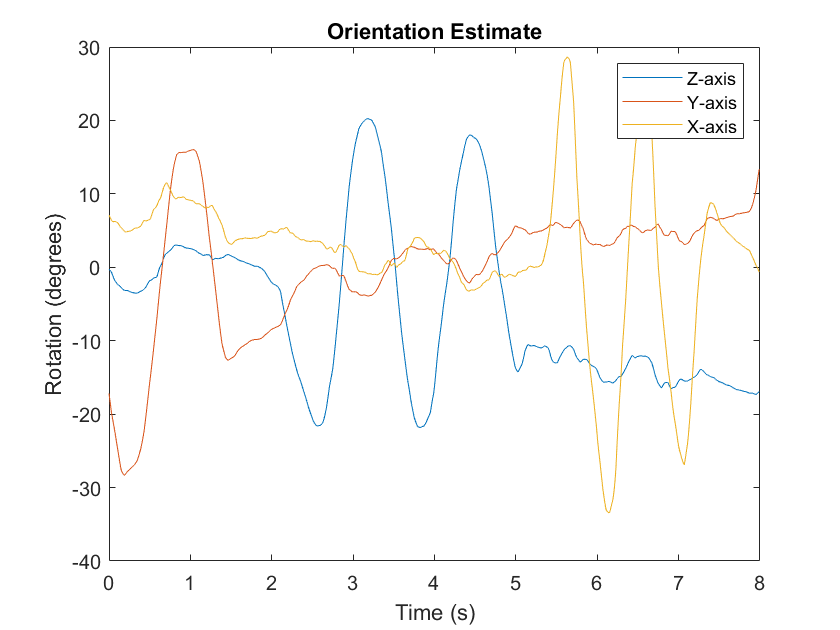 Orientation Estimate
30
20
10
0
-10
-20
-30
-40
Rotation (degrees)
Z-axis
Y-axis
X-axis
0 1 2 3 4 5 6 7 8
Time (s)